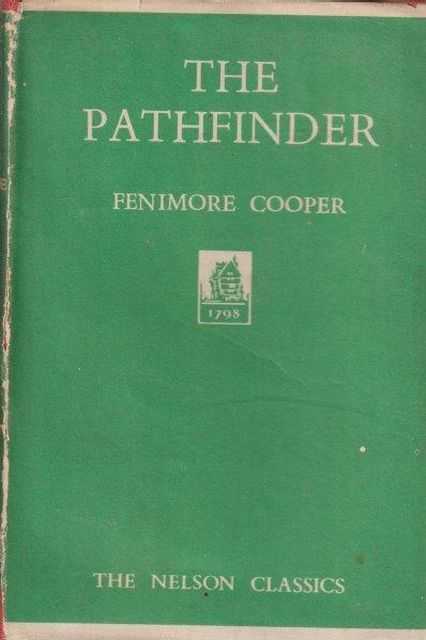 THE
PATHFINDER
FENIMORE COOPER
1798
THE NELSON CLASSICS